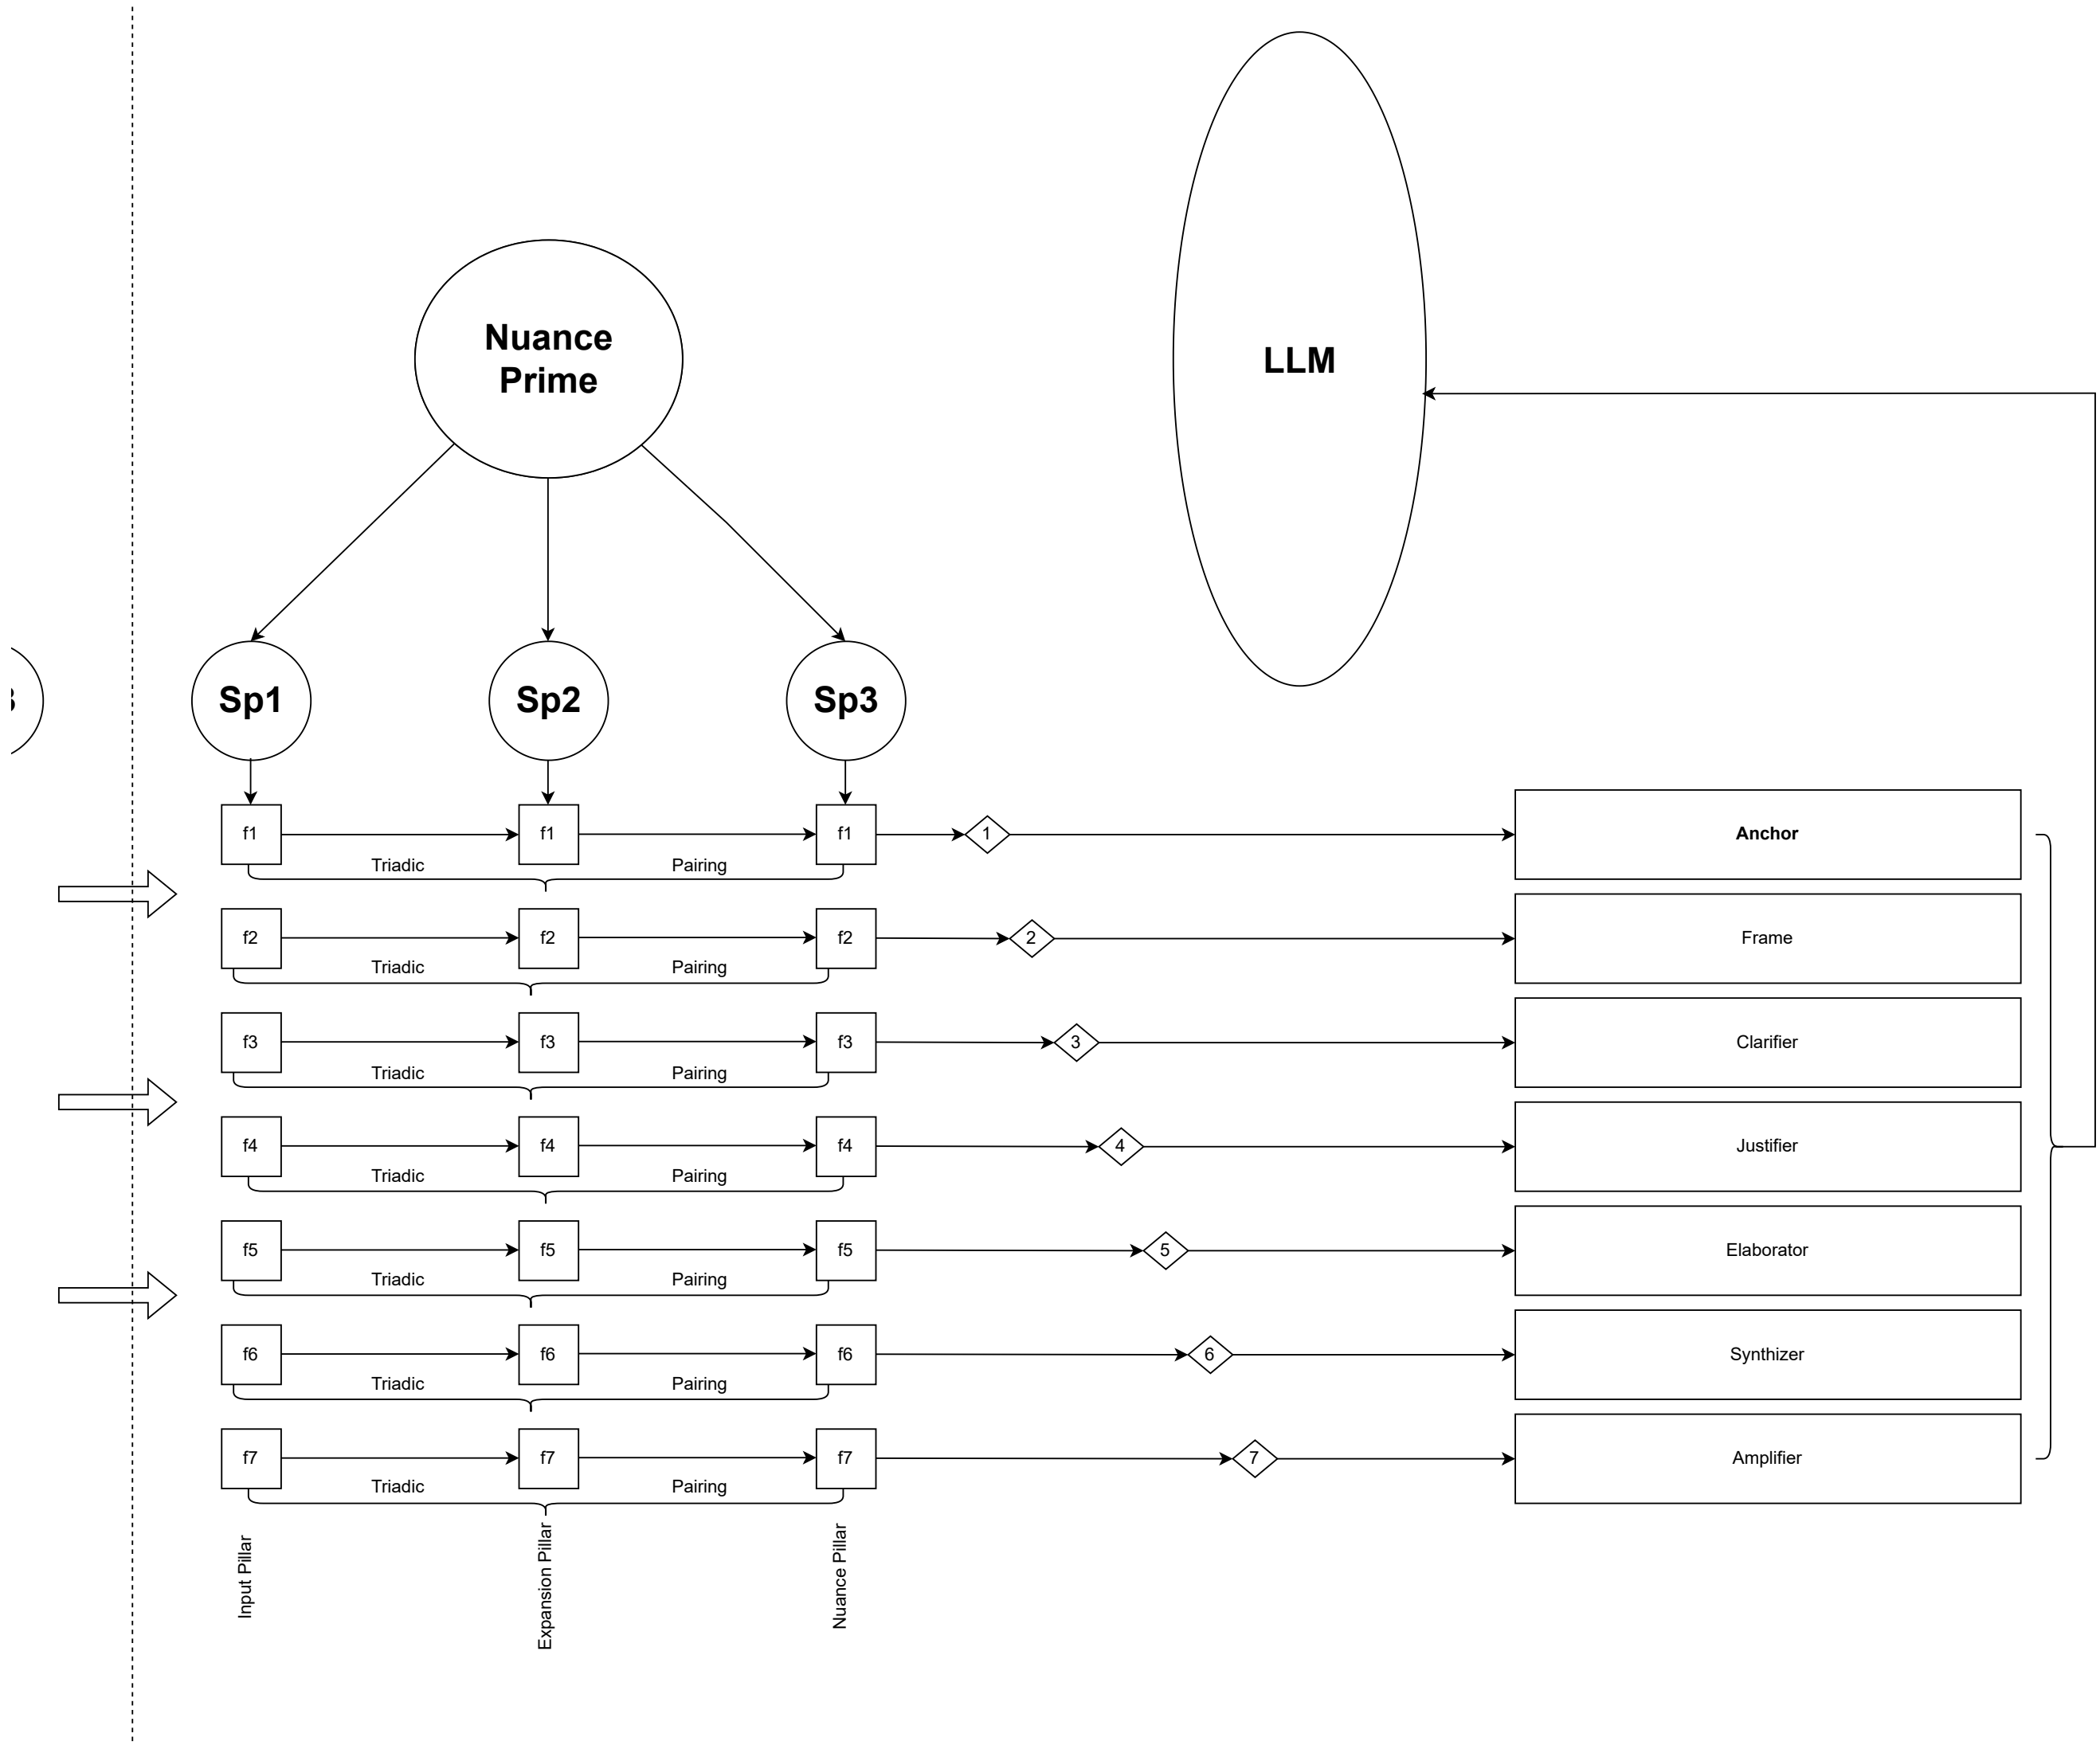 Nuance
Prime
LLM
Sp1
Sp2
Sp3
f1
f1
f1
1
Anchor
Triadic
Pairing
f2
f2
f2
2
Frame
Triadic
Pairing
f3
f3
f3
3
Clarifier
Triadic
Pairing
f4
f4
f4
4
Justifier
Triadic
Pairing
f5
f5
f5
5
Elaborator
Triadic
Pairing
f6
f6
f6
6
Synthizer
Triadic
Pairing
f7
f7
f7
7
Amplifier
Triadic
Pairing
Input Pillar
Expansion Pillar
Nuance Pillar